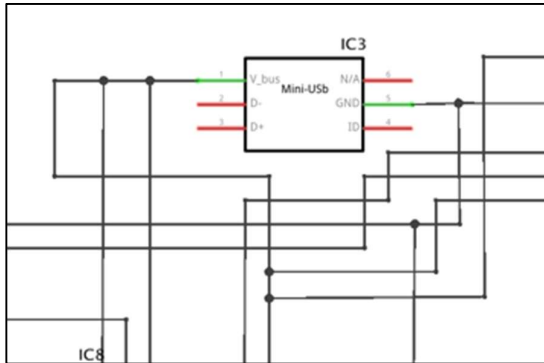 IC3
1 V_bus N/A 6
Mini-USb
2 D- GND 5
3 D+ ID 4
IC8